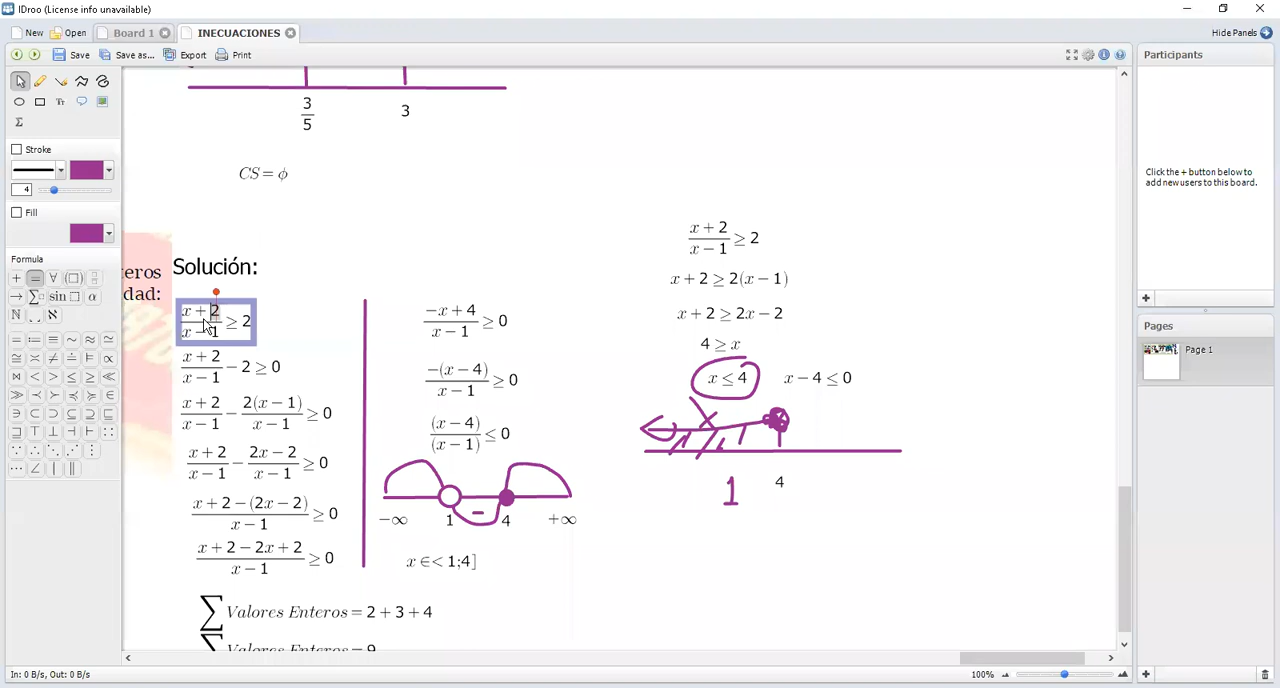 IDroo (License info unavailable)
New Open Board 1 INECUACIONES Hide Panels
Save Save as... Export Print
Participants
Click the + button below to
add new users to this board.
Stroke
4
Fill
Formula
3/5 3
CS = ϕ
teros
dad:
Solución:
(x + 2)/(x − 1) ≥ 2
(x + 2)/(x − 1) − 2 ≥ 0
(x + 2)/(x − 1) − 2(x − 1)/(x − 1) ≥ 0
(x + 2)/(x − 1) − (2x − 2)/(x − 1) ≥ 0
(x + 2 − (2x − 2))/(x − 1) ≥ 0
(x + 2 − 2x + 2)/(x − 1) ≥ 0
∑ Valores Enteros = 2 + 3 + 4
∑ Valores Enteros = 9
(−x + 4)/(x − 1) ≥ 0
−(x − 4)/(x − 1) ≥ 0
(x − 4)/(x − 1) ≤ 0
−
−∞ 1 4 +∞
x ∈ < 1;4]
(x + 2)/(x − 1) ≥ 2
x + 2 ≥ 2(x − 1)
x + 2 ≥ 2x − 2
4 ≥ x
x ≤ 4 x − 4 ≤ 0
1 4
Pages
Page 1
In: 0 B/s, Out: 0 B/s 100%